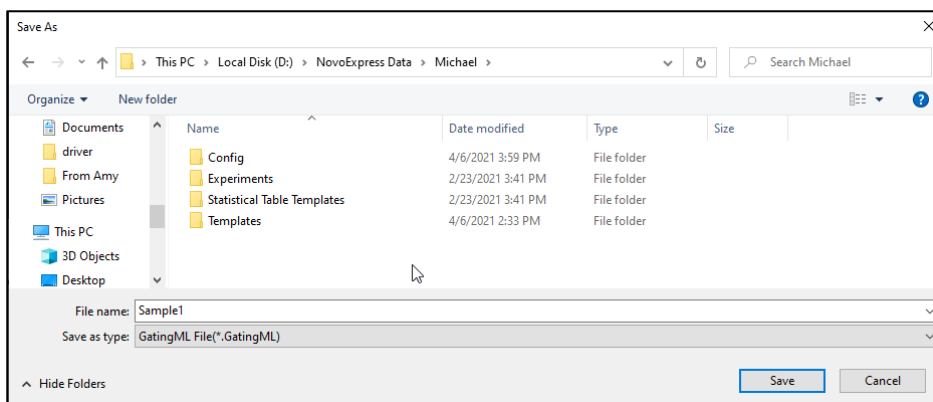 Save As
This PC > Local Disk (D:) > NovoExpress Data > Michael >
Search Michael
Organize
New folder
Documents
driver
From Amy
Pictures
This PC
3D Objects
Desktop
Name Date modified Type Size
Config 4/6/2021 3:59 PM File folder
Experiments 2/23/2021 3:41 PM File folder
Statistical Table Templates 2/23/2021 3:41 PM File folder
Templates 4/6/2021 2:33 PM File folder
File name: Sample1
Save as type: GatingML File(*.GatingML)
Hide Folders
Save
Cancel